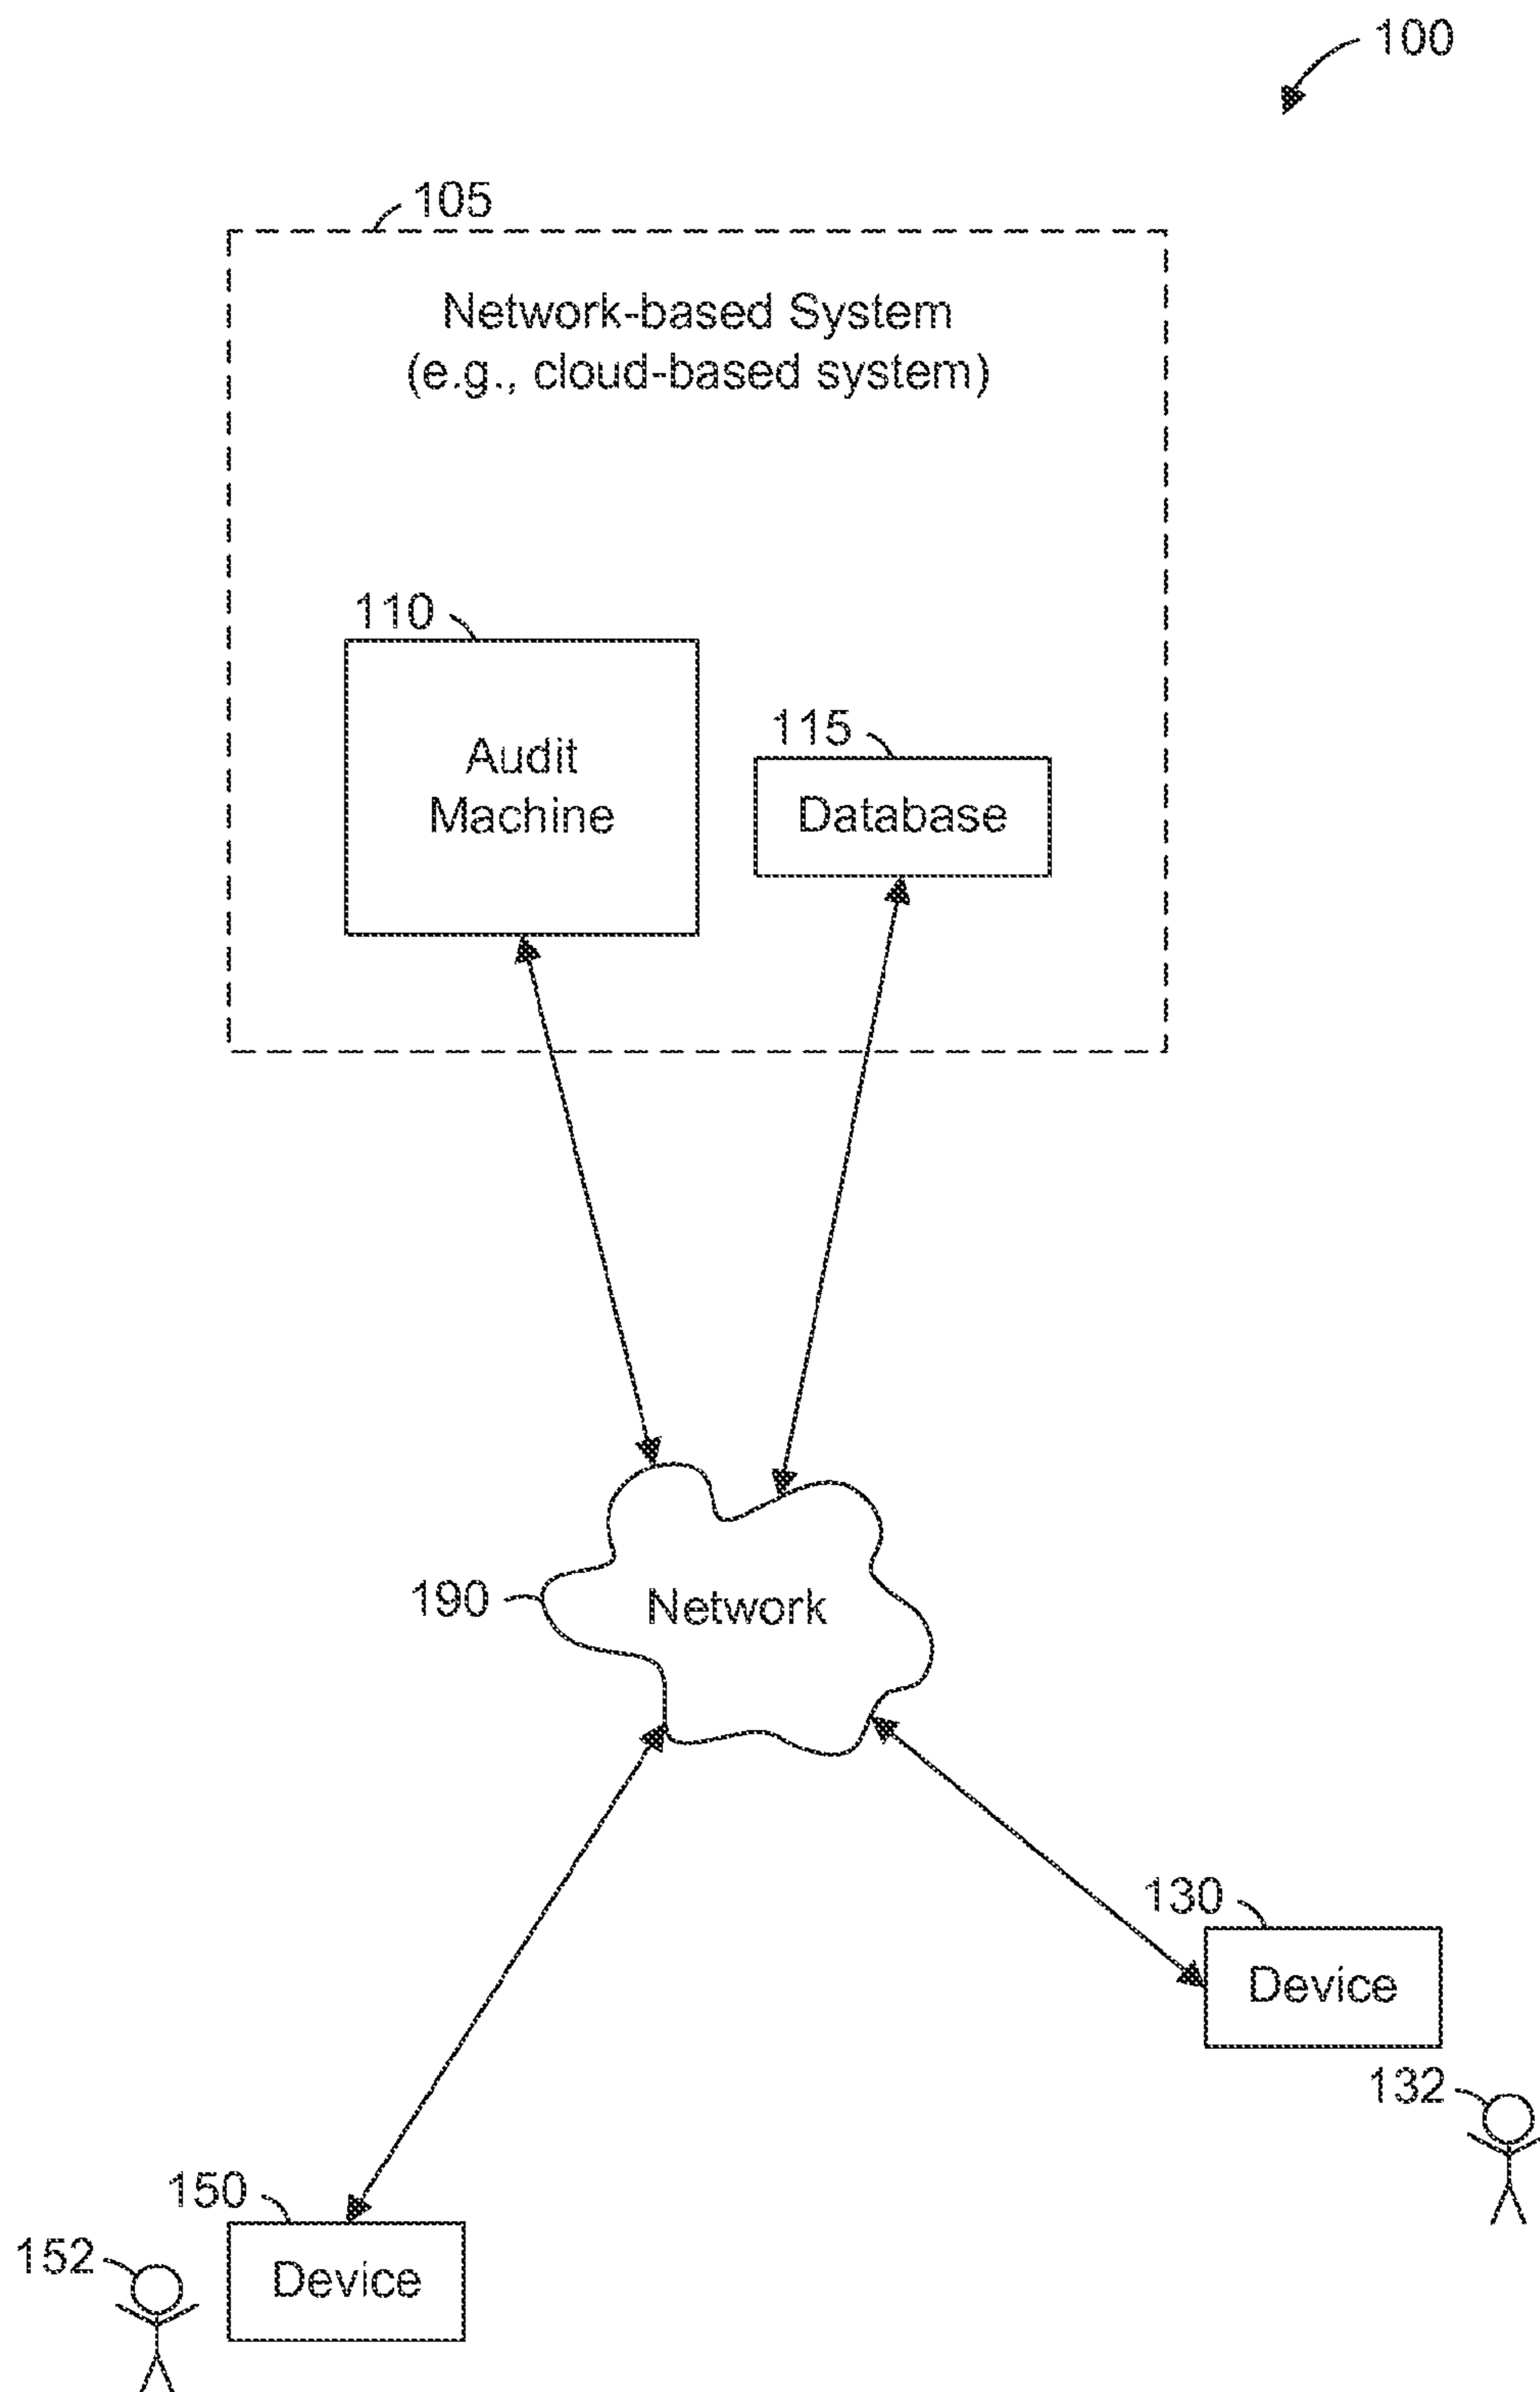 100
105
Network-based System
(e.g., cloud-based system)
110
Audit
Machine
115
Database
190
Network
130
Device
132
150
Device
152